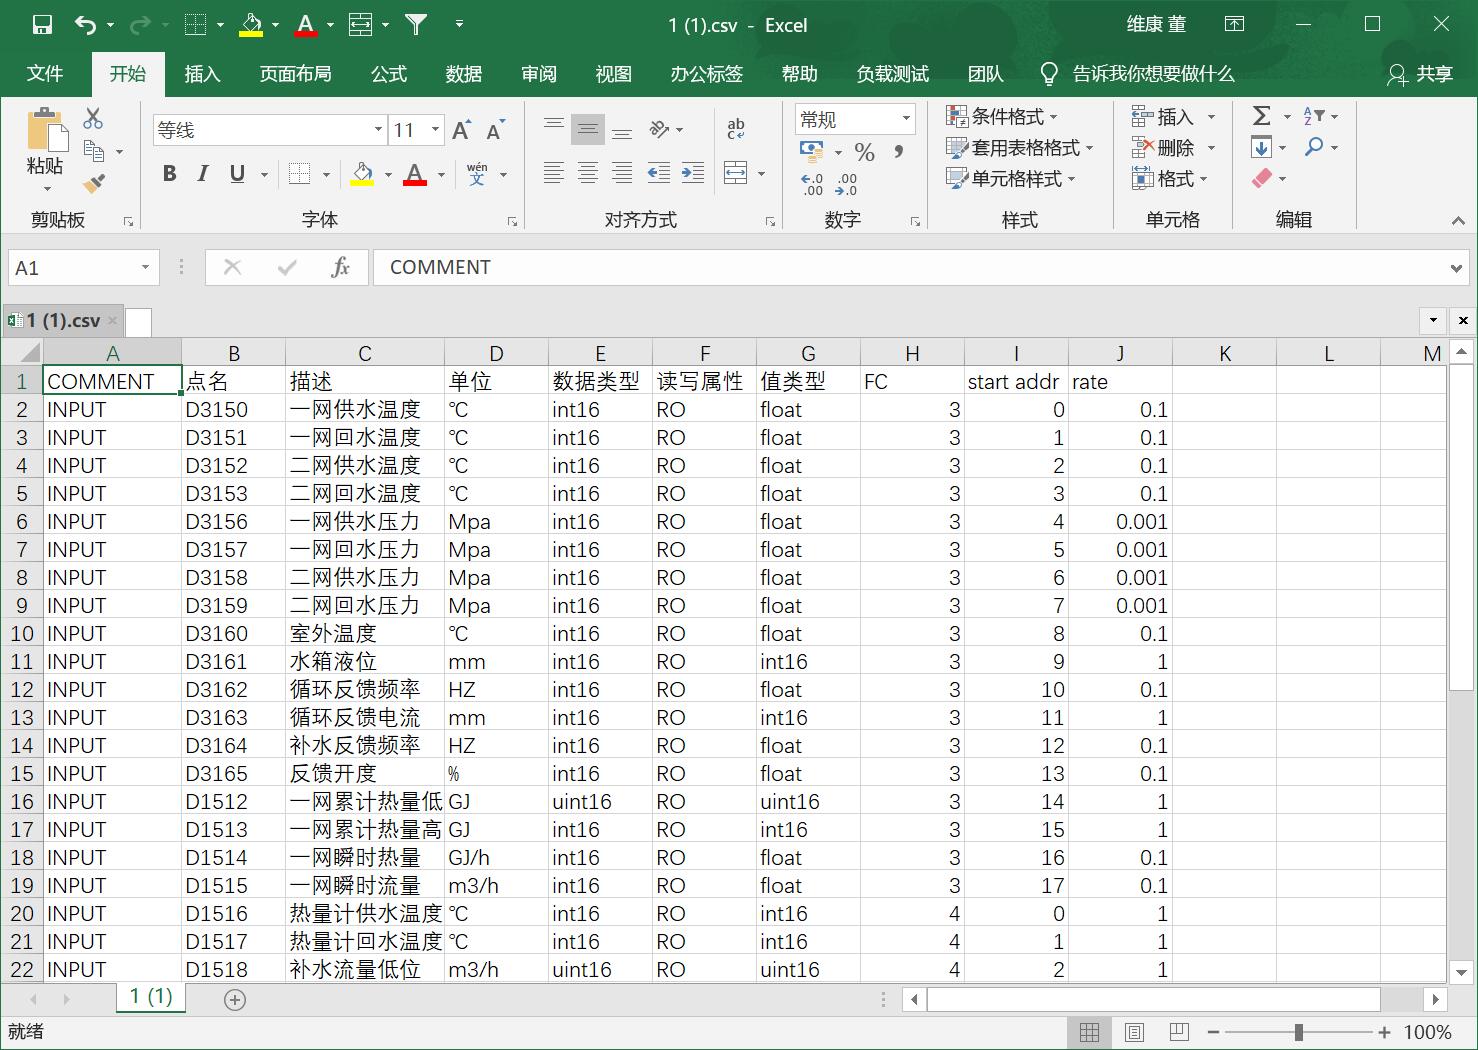 1 (1).csv - Excel 维康 董
文件 开始 插入 页面布局 公式 数据 审阅 视图 办公标签 帮助 负载测试 团队 告诉我你想要做什么 共享
粘贴 等线 11 A A ab c 常规 条件格式 插入 Σ A Z
套用表格格式 删除
B I U A wén 文 % , .0 .00 .00 .0 单元格样式 格式
剪贴板 字体 对齐方式 数字 样式 单元格 编辑
A1 fx COMMENT
1 (1).csv
A B C D E F G H I J K L M
1 COMMENT 点名 描述 单位 数据类型 读写属性 值类型 FC start addr rate
2 INPUT D3150 一网供水温度 ℃ int16 RO float 3 0 0.1
3 INPUT D3151 一网回水温度 ℃ int16 RO float 3 1 0.1
4 INPUT D3152 二网供水温度 ℃ int16 RO float 3 2 0.1
5 INPUT D3153 二网回水温度 ℃ int16 RO float 3 3 0.1
6 INPUT D3156 一网供水压力 Mpa int16 RO float 3 4 0.001
7 INPUT D3157 一网回水压力 Mpa int16 RO float 3 5 0.001
8 INPUT D3158 二网供水压力 Mpa int16 RO float 3 6 0.001
9 INPUT D3159 二网回水压力 Mpa int16 RO float 3 7 0.001
10 INPUT D3160 室外温度 ℃ int16 RO float 3 8 0.1
11 INPUT D3161 水箱液位 mm int16 RO int16 3 9 1
12 INPUT D3162 循环反馈频率 HZ int16 RO float 3 10 0.1
13 INPUT D3163 循环反馈电流 mm int16 RO int16 3 11 1
14 INPUT D3164 补水反馈频率 HZ int16 RO float 3 12 0.1
15 INPUT D3165 反馈开度 % int16 RO float 3 13 0.1
16 INPUT D1512 一网累计热量低 GJ uint16 RO uint16 3 14 1
17 INPUT D1513 一网累计热量高 GJ int16 RO int16 3 15 1
18 INPUT D1514 一网瞬时热量 GJ/h int16 RO float 3 16 0.1
19 INPUT D1515 一网瞬时流量 m3/h int16 RO float 3 17 0.1
20 INPUT D1516 热量计供水温度 ℃ int16 RO int16 4 0 1
21 INPUT D1517 热量计回水温度 ℃ int16 RO int16 4 1 1
22 INPUT D1518 补水流量低位 m3/h uint16 RO uint16 4 2 1
1 (1)
就绪 100%